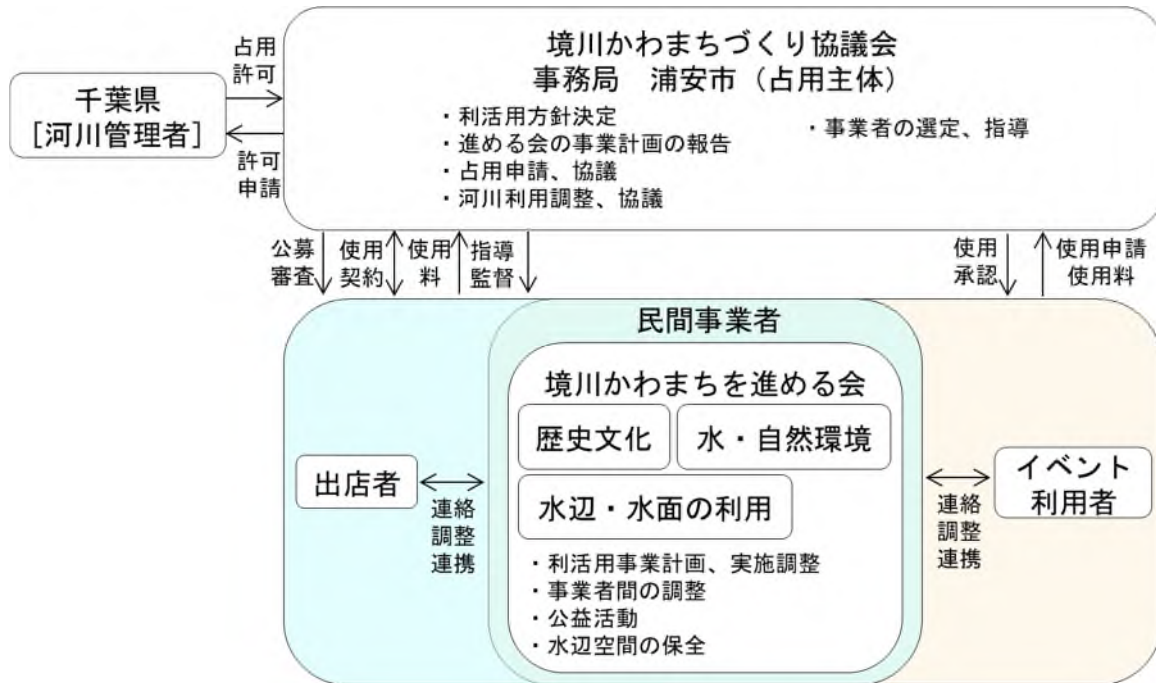 境川かわまちづくり協議会
事務局 浦安市（占用主体）
・利活用方針決定
・進める会の事業計画の報告
・占用申請、協議
・河川利用調整、協議
・事業者の選定、指導
占用
許可
千葉県
[河川管理者]
許可
申請
公募
審査
使用
契約
使用
料
指導
監督
使用
承認
使用申請
使用料
民間事業者
境川かわまちを進める会
歴史文化
水・自然環境
水辺・水面の利用
・利活用事業計画、実施調整
・事業者間の調整
・公益活動
・水辺空間の保全
出店者
連絡
調整
連携
連絡
調整
連携
イベント
利用者